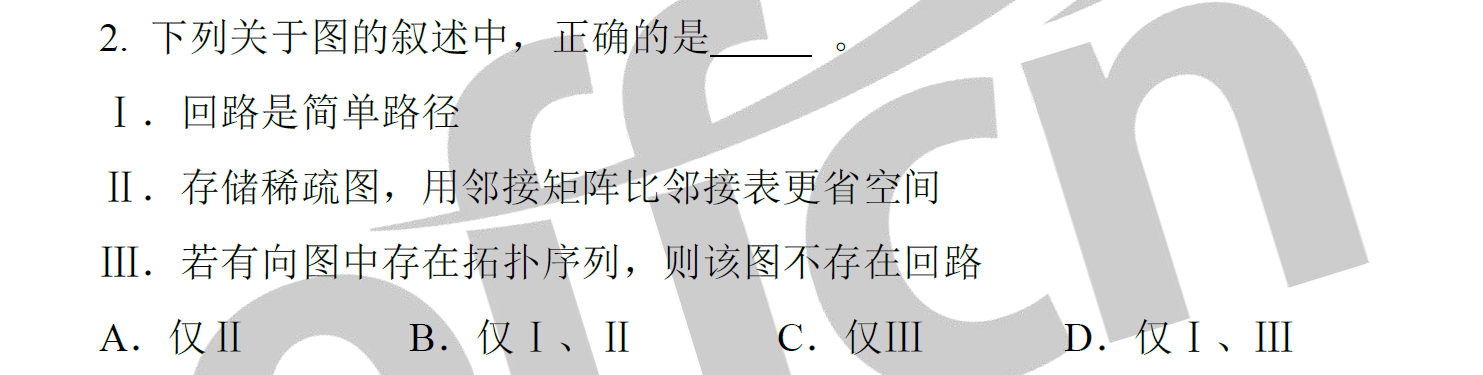 2. 下列关于图的叙述中，正确的是_____ 。
Ⅰ．回路是简单路径
Ⅱ．存储稀疏图，用邻接矩阵比邻接表更省空间
Ⅲ．若有向图中存在拓扑序列，则该图不存在回路
A．仅Ⅱ B．仅Ⅰ、Ⅱ C．仅Ⅲ D．仅Ⅰ、Ⅲ
offcn